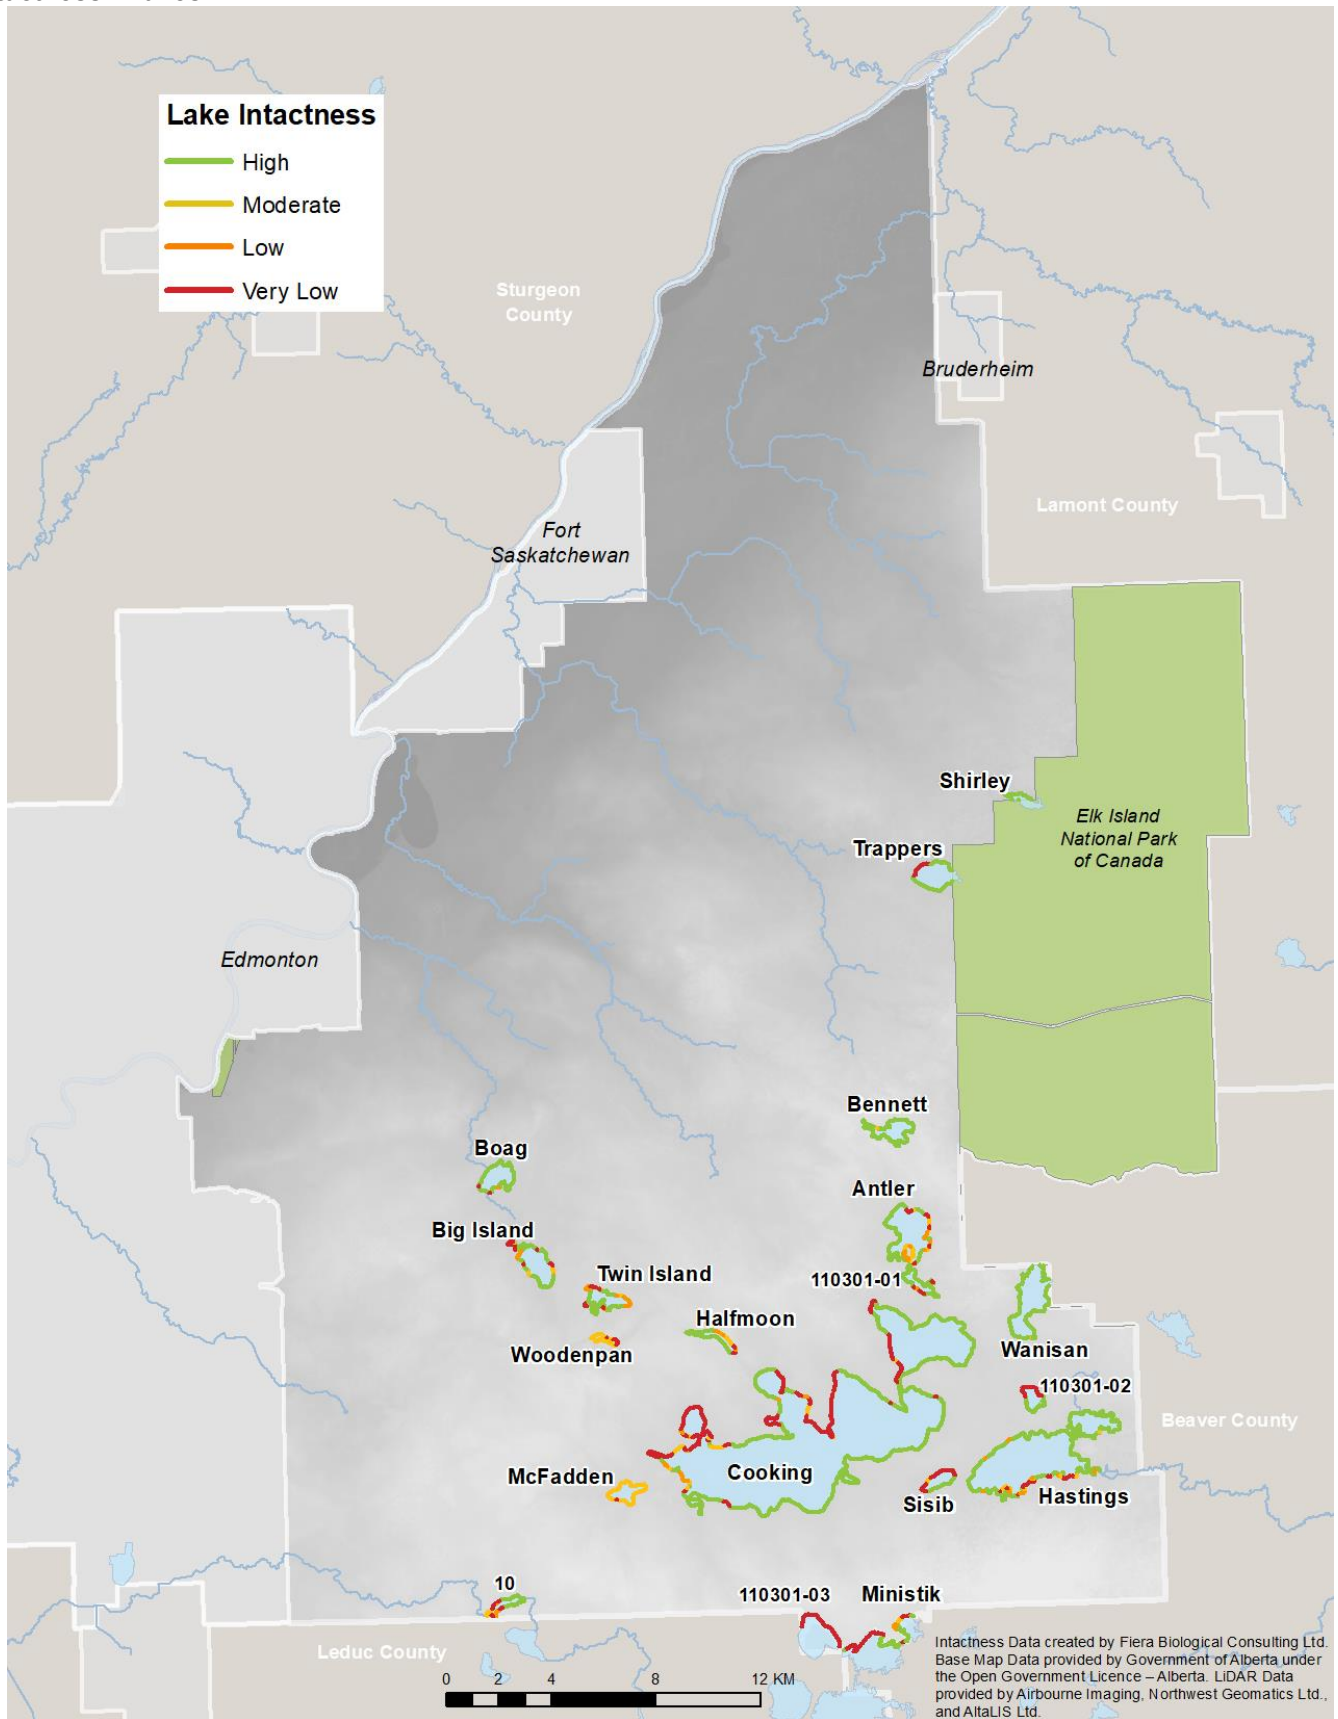 Lake Intactness
High
Moderate
Low
Very Low
Sturgeon
County
Bruderheim
Lamont County
Fort
Saskatchewan
Shirley
Elk Island
National Park
of Canada
Trappers
Edmonton
Bennett
Boag
Antler
Big Island
Twin Island
110301-01
Halfmoon
Woodenpan
Wanisan
110301-02
Beaver County
McFadden
Cooking
Sisib
Hastings
10
110301-03
Ministik
Leduc County
0 2 4 8 12 KM
Intactness Data created by Fiera Biological Consulting Ltd.
Base Map Data provided by Government of Alberta under
the Open Government Licence – Alberta. LiDAR Data
provided by Airbourne Imaging, Northwest Geomatics Ltd.,
and AltaLIS Ltd.